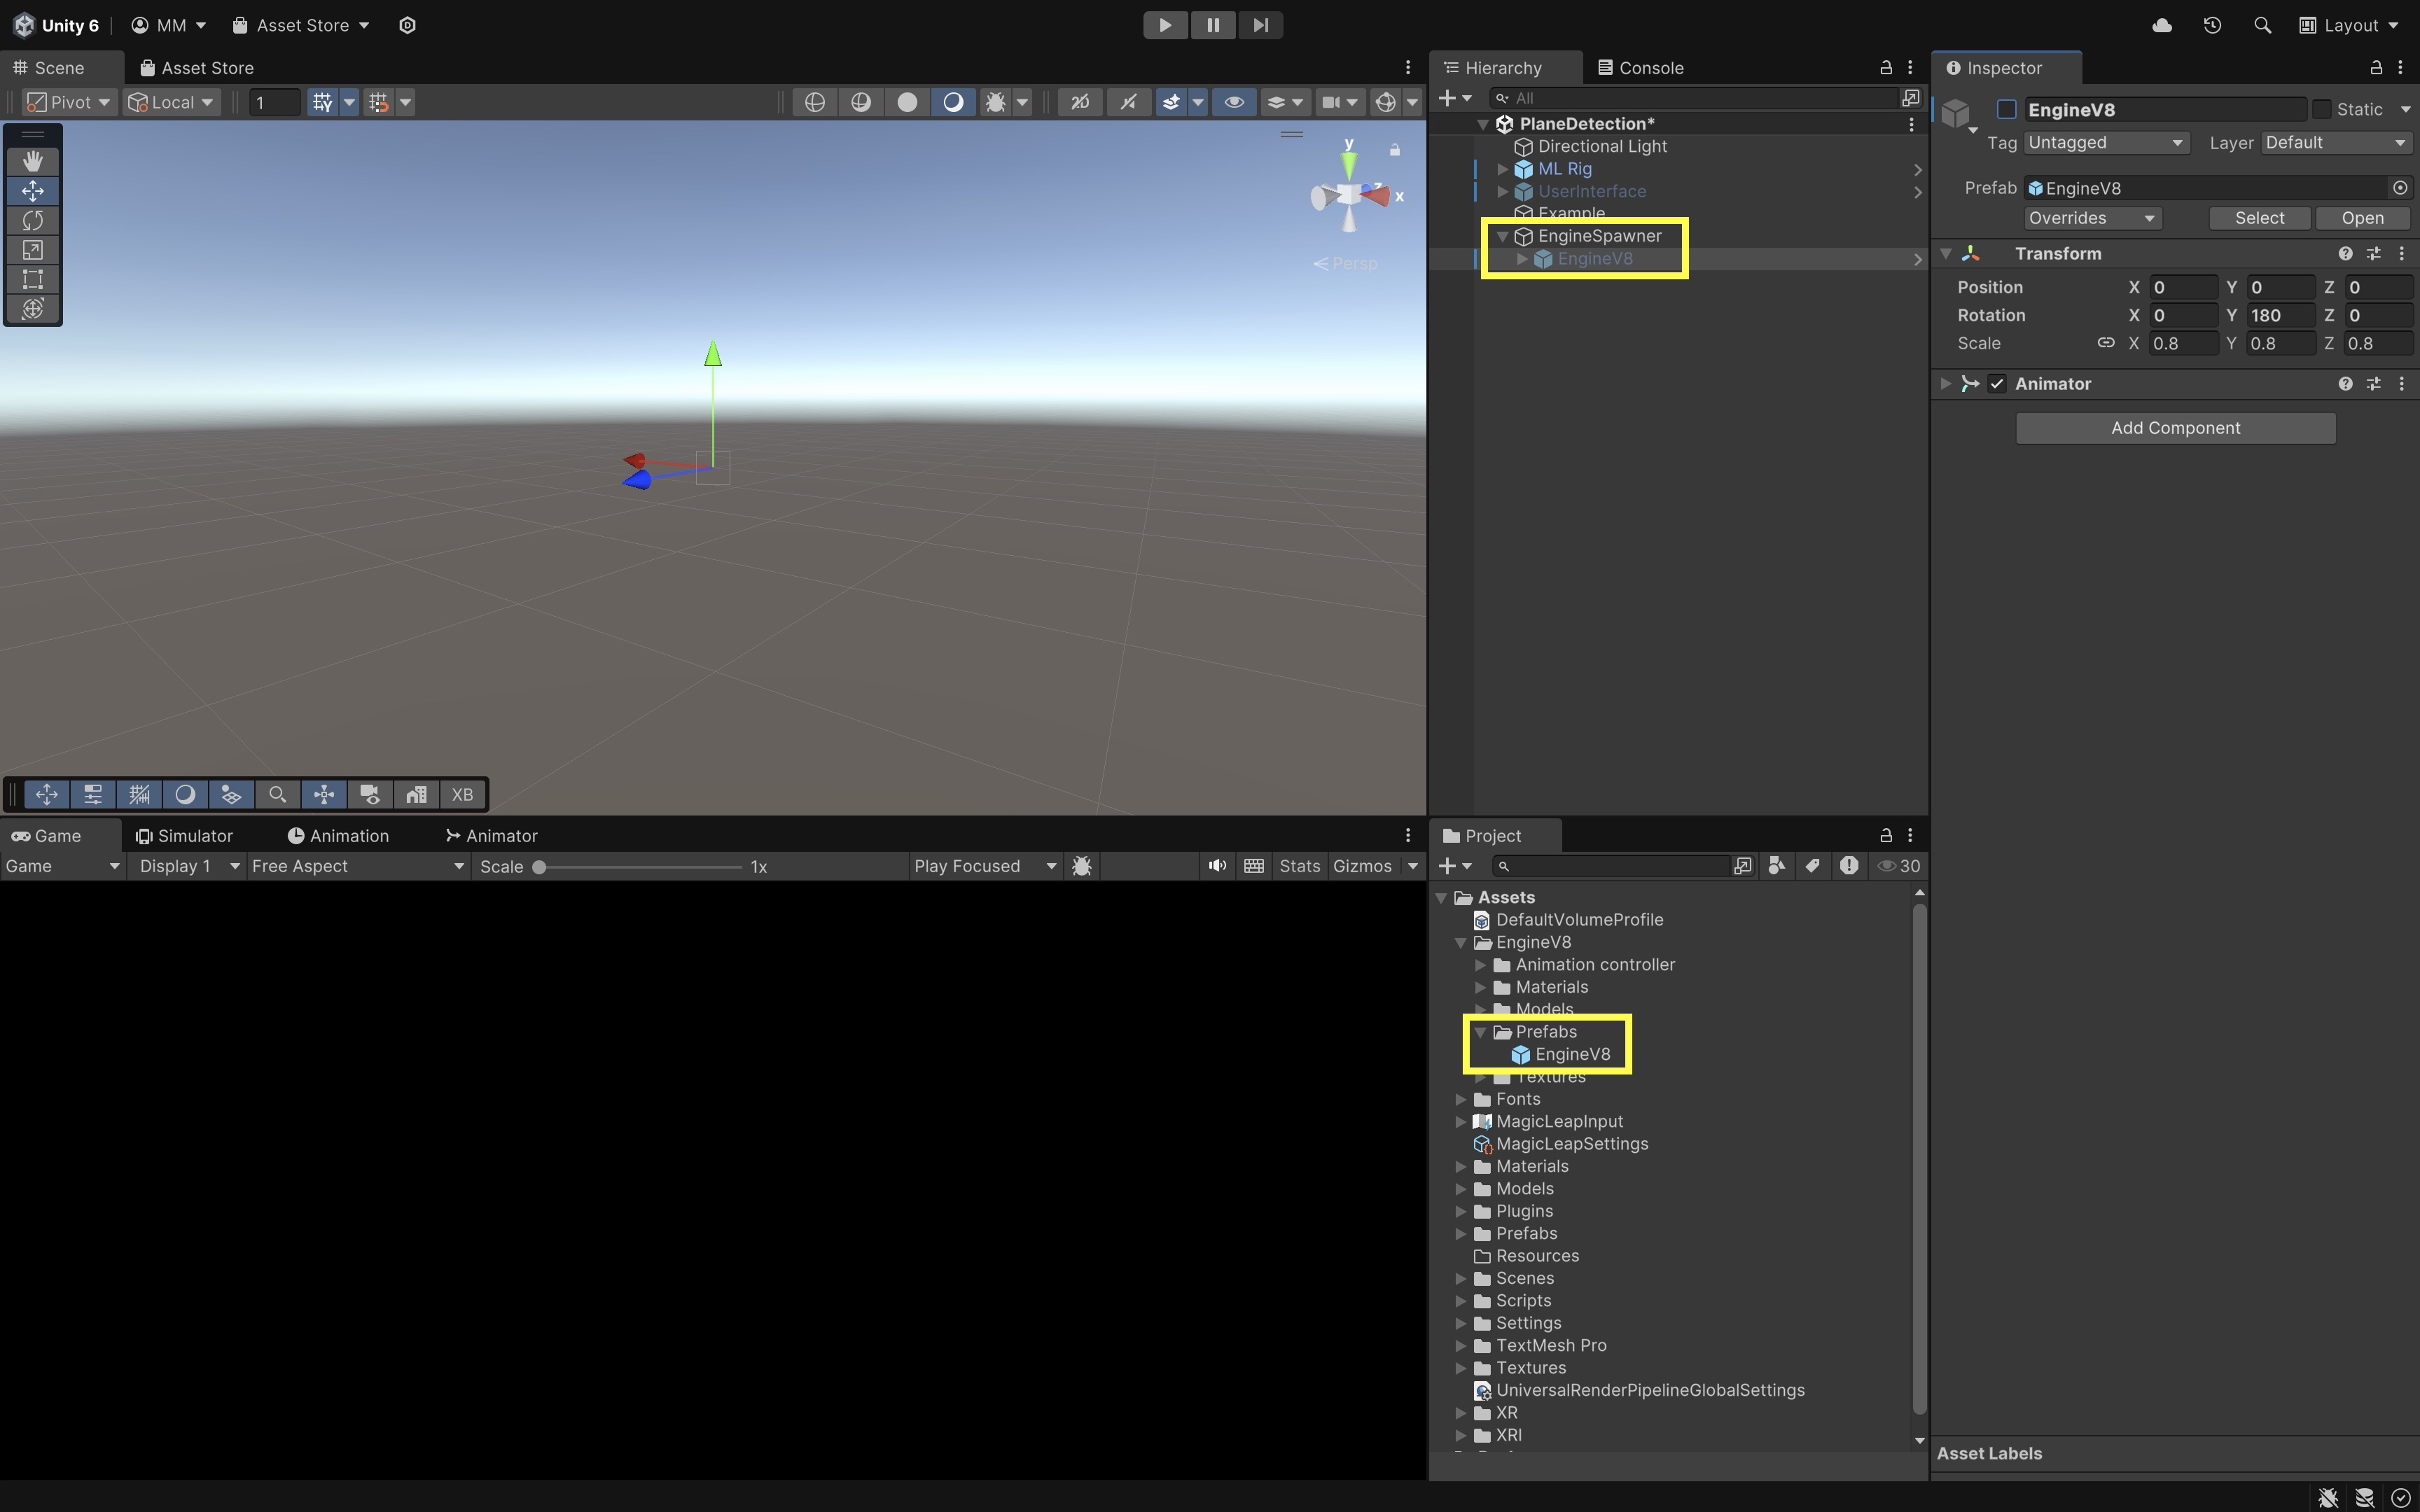 Unity 6 MM Asset Store Layout
Scene Asset Store
Pivot Local 1 2D
y
x
z
Persp
XB
Hierarchy Console
All
PlaneDetection*
Directional Light
ML Rig
UserInterface
Example
EngineSpawner
EngineV8
Inspector
EngineV8 Static
Tag Untagged Layer Default
Prefab EngineV8
Overrides Select Open
Transform
Position X 0 Y 0 Z 0
Rotation X 0 Y 180 Z 0
Scale X 0.8 Y 0.8 Z 0.8
Animator
Add Component
Game Simulator Animation Animator
Game Display 1 Free Aspect Scale 1x Play Focused Stats Gizmos
Project
30
Assets
DefaultVolumeProfile
EngineV8
Animation controller
Materials
Models
Prefabs
EngineV8
Textures
Fonts
MagicLeapInput
MagicLeapSettings
Materials
Models
Plugins
Prefabs
Resources
Scenes
Scripts
Settings
TextMesh Pro
Textures
UniversalRenderPipelineGlobalSettings
XR
XRI
Asset Labels